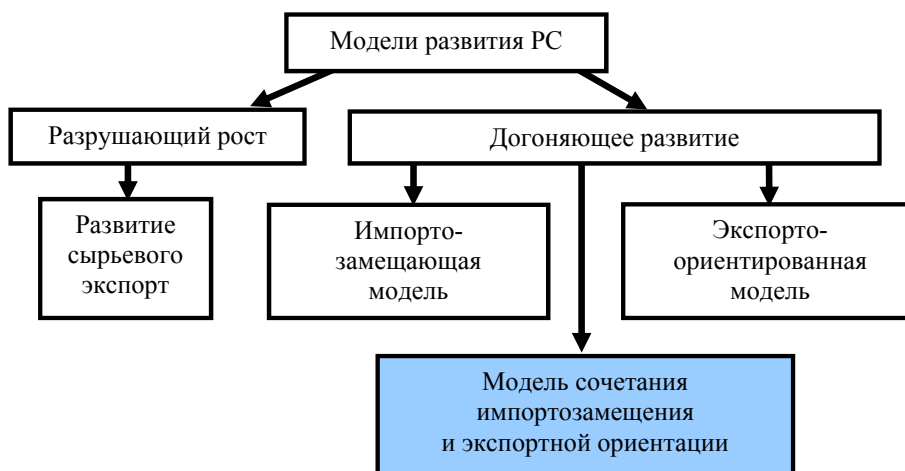 Модели развития РС
Разрушающий рост
Догоняющее развитие
Развитие
сырьевого
экспорт
Импорто-
замещающая
модель
Экспорто-
ориентированная
модель
Модель сочетания
импортозамещения
и экспортной ориентации